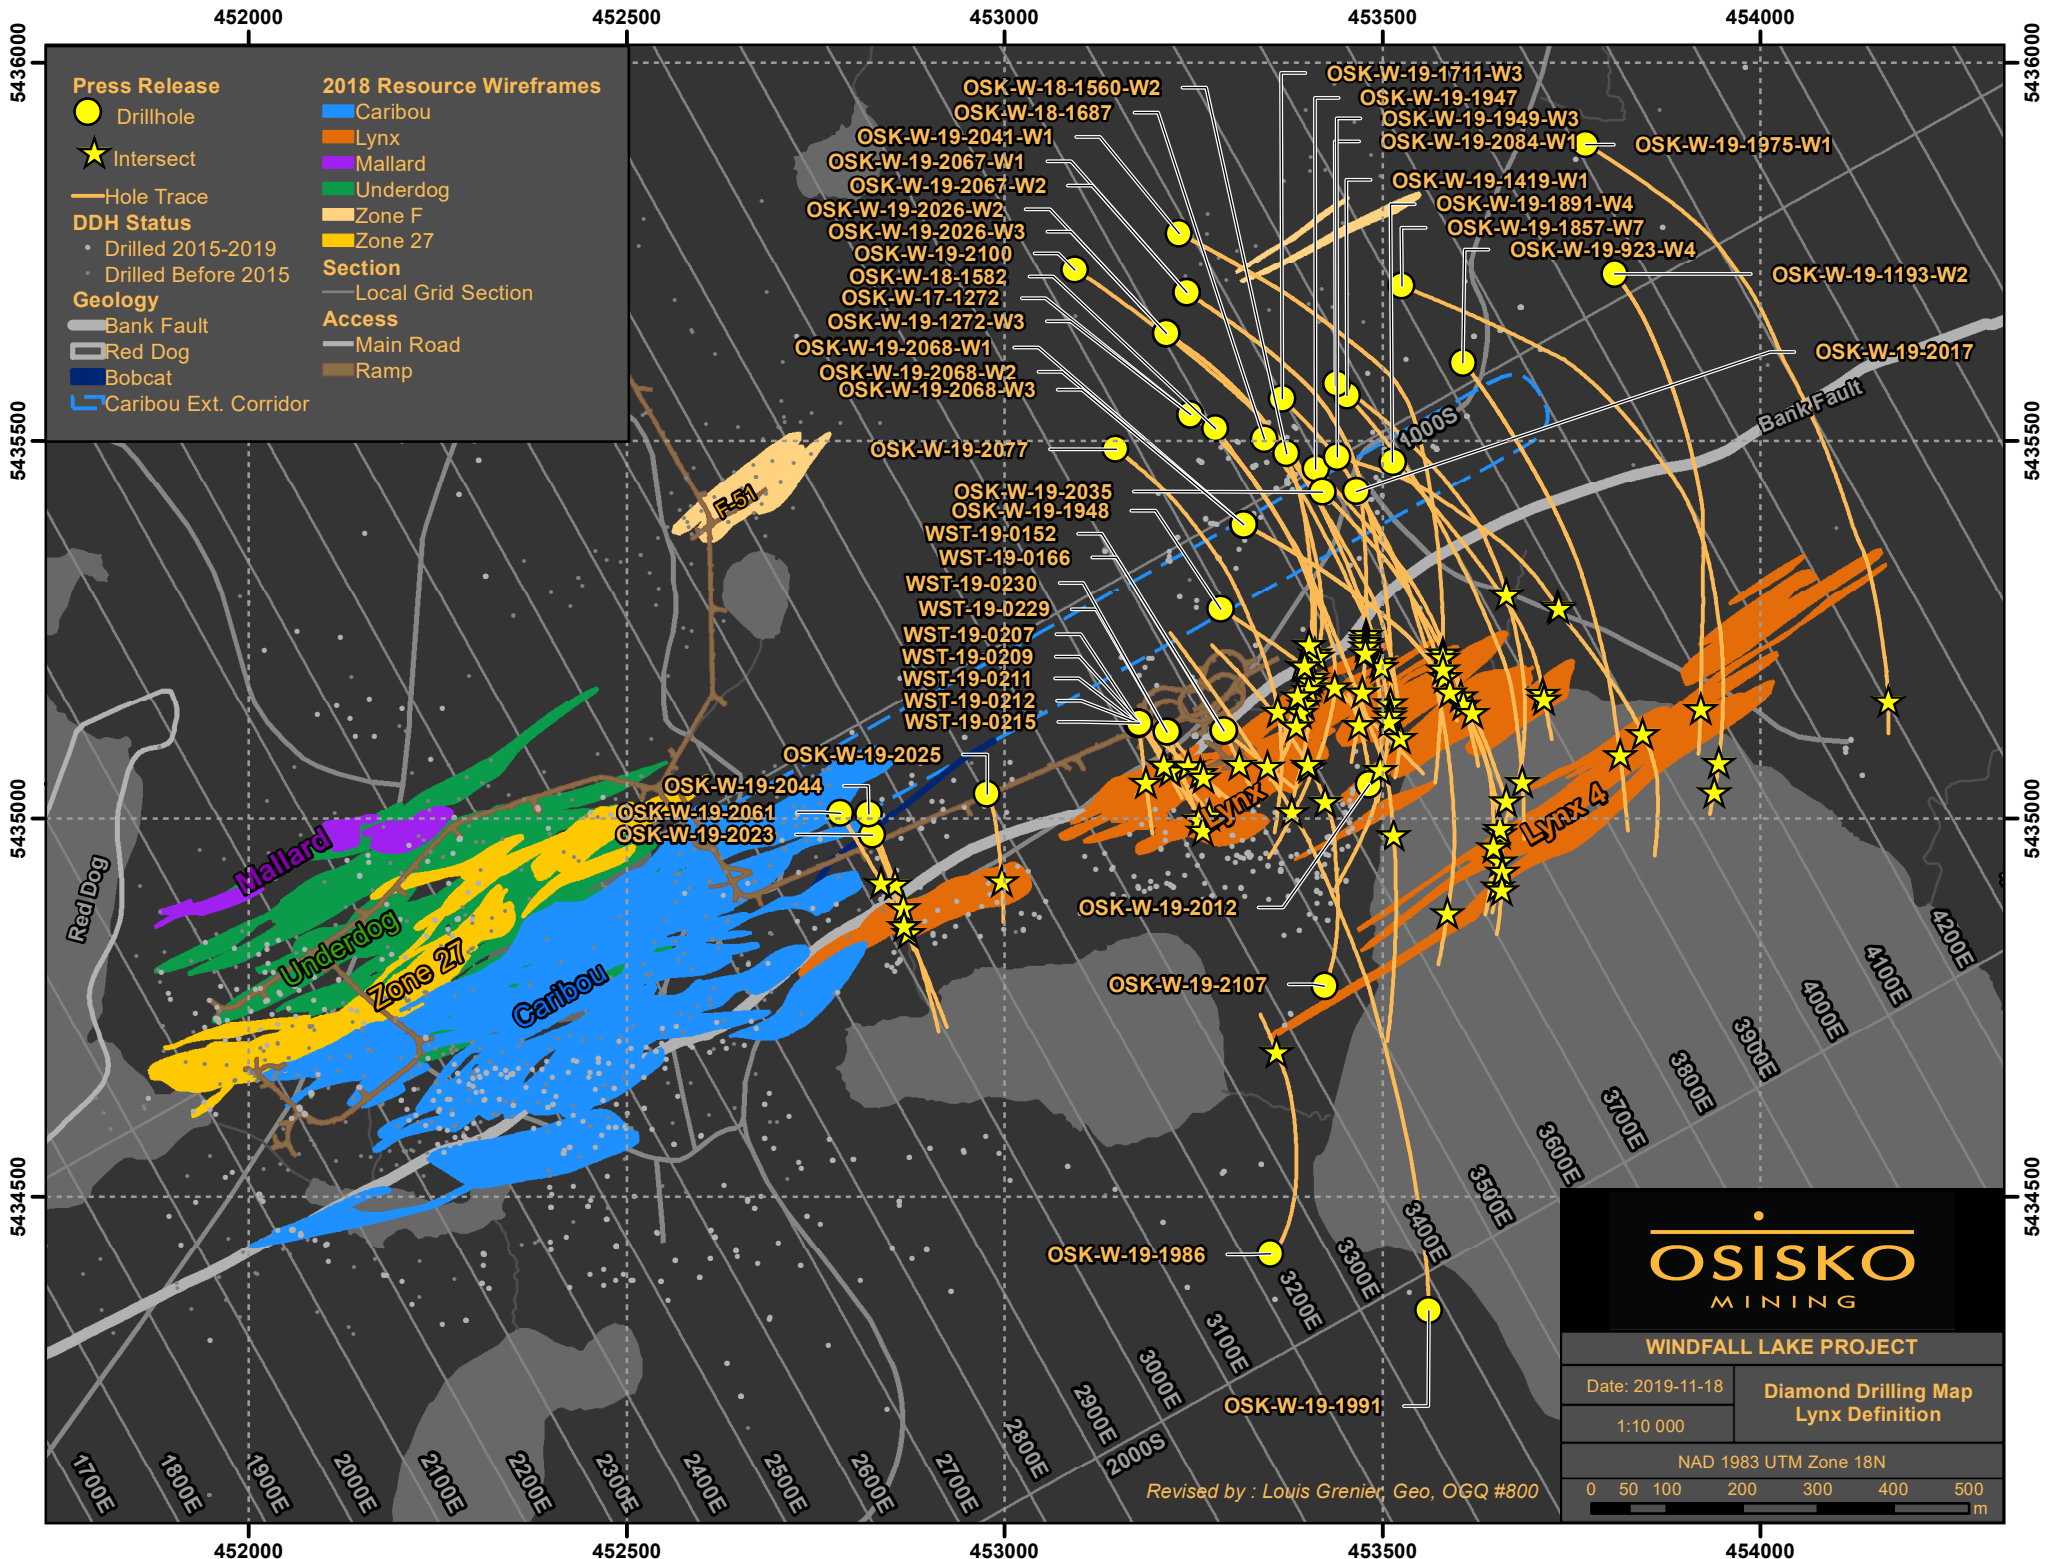 452000
452500
453000
453500
454000
5436000
5435500
5435000
5434500
5436000
5435500
5435000
5434500
Press Release
Drillhole
Intersect
Hole Trace
DDH Status
Drilled 2015-2019
Drilled Before 2015
Geology
Bank Fault
Red Dog
Bobcat
Caribou Ext. Corridor
2018 Resource Wireframes
Caribou
Lynx
Mallard
Underdog
Zone F
Zone 27
Section
Local Grid Section
Access
Main Road
Ramp
OSK-W-18-1560-W2
OSK-W-18-1687
OSK-W-19-2041-W1
OSK-W-19-2067-W1
OSK-W-19-2067-W2
OSK-W-19-2026-W2
OSK-W-19-2026-W3
OSK-W-19-2100
OSK-W-18-1582
OSK-W-17-1272
OSK-W-19-1272-W3
OSK-W-19-2068-W1
OSK-W-19-2068-W2
OSK-W-19-2068-W3
OSK-W-19-2077
OSK-W-19-2035
OSK-W-19-1948
WST-19-0152
WST-19-0166
WST-19-0230
WST-19-0229
WST-19-0207
WST-19-0209
WST-19-0211
WST-19-0212
WST-19-0215
OSK-W-19-2025
OSK-W-19-2044
OSK-W-19-2061
OSK-W-19-2023
OSK-W-19-1711-W3
OSK-W-19-1947
OSK-W-19-1949-W3
OSK-W-19-2084-W1
OSK-W-19-1975-W1
OSK-W-19-1419-W1
OSK-W-19-1891-W4
OSK-W-19-1857-W7
OSK-W-19-923-W4
OSK-W-19-1193-W2
OSK-W-19-2017
1000S
Bank Fault
F-51
Red Dog
Mallard
Underdog
Zone 27
Caribou
Lynx
Lynx 4
OSK-W-19-2012
OSK-W-19-2107
OSK-W-19-1986
OSK-W-19-1991
1700E
1800E
1900E
2000E
2100E
2200E
2300E
2400E
2500E
2600E
2700E
2800E
2900E
3000E
3100E
3200E
3300E
3400E
3500E
3600E
3700E
3800E
3900E
4000E
4100E
4200E
2000S
Revised by : Louis Grenier, Geo, OGQ #800
OSISKO
MINING
WINDFALL LAKE PROJECT
Date: 2019-11-18
1:10 000
Diamond Drilling Map
Lynx Definition
NAD 1983 UTM Zone 18N
0 50 100 200 300 400 500
m
452000
452500
453000
453500
454000